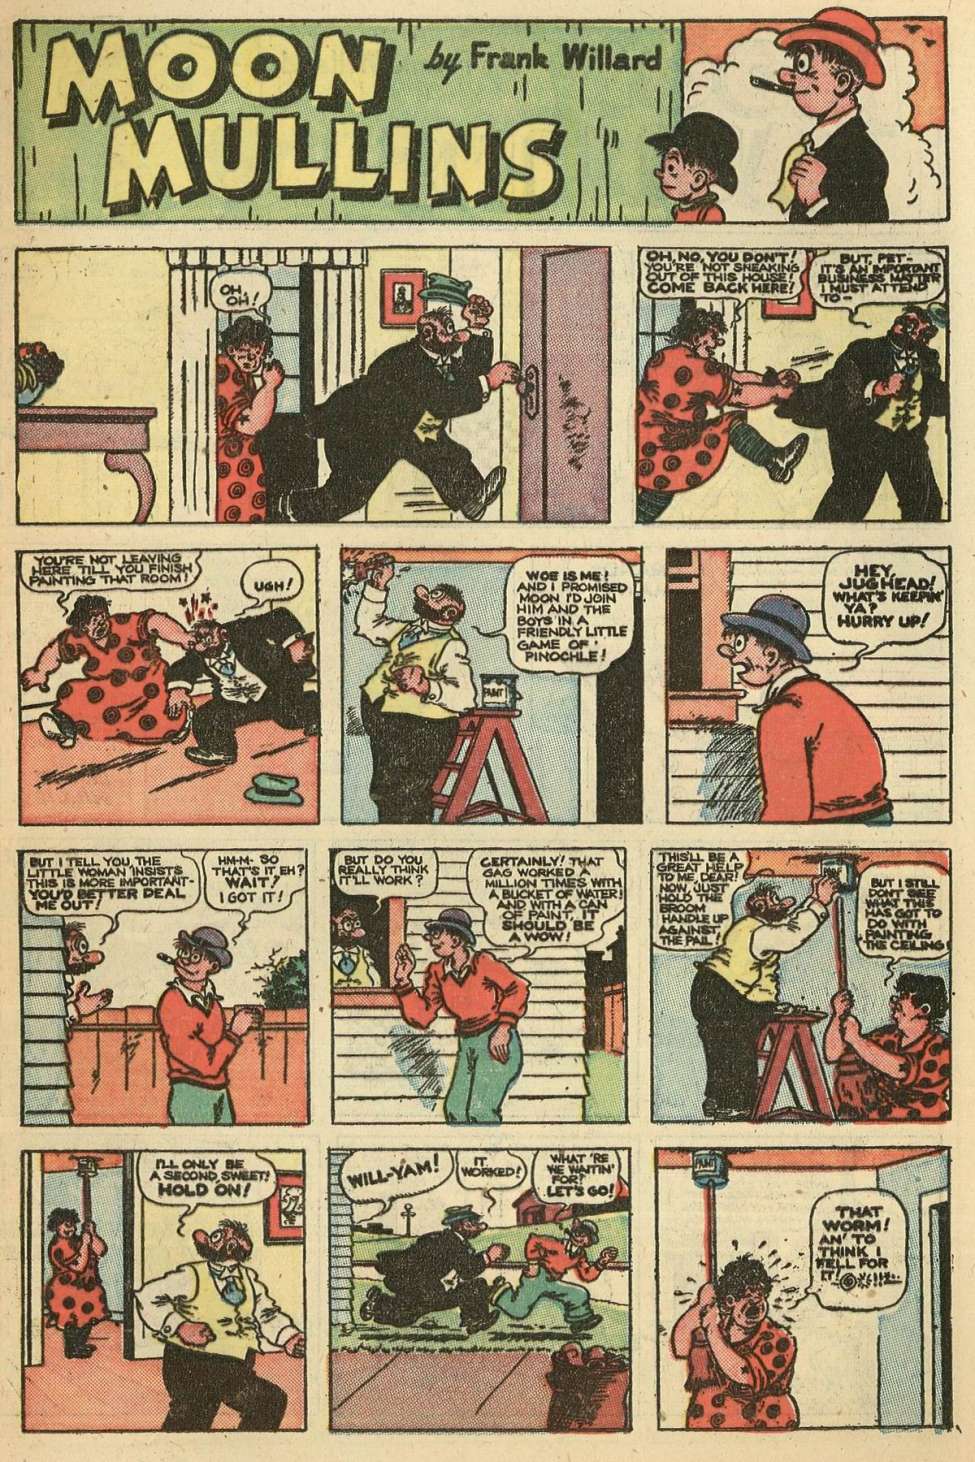 MOON
MULLINS
by Frank Willard
OH,
OH!
OH, NO, YOU DON'T!
YOU'RE NOT SNEAKING
OUT OF THIS HOUSE!
COME BACK HERE!
BUT, PET-
IT'S AN IMPORTANT
BUSINESS MATTER
I MUST ATTEND
TO-
YOU'RE NOT LEAVING
HERE TILL YOU FINISH
PAINTING THAT ROOM!
UGH!
WOE IS ME!
AND I PROMISED
MOON I'D JOIN
HIM AND THE
BOYS IN A
FRIENDLY LITTLE
GAME OF
PINOCHLE!
PAINT
HEY,
JUGHEAD!
WHAT'S KEEPIN'
YA?
HURRY UP!
BUT I TELL YOU, THE
LITTLE WOMAN INSISTS
THIS IS MORE IMPORTANT-
YOU'D BETTER DEAL
ME OUT!
HM-M- SO
THAT'S IT, EH?
WAIT!
I GOT IT!
BUT DO YOU
REALLY THINK
IT'LL WORK?
CERTAINLY! THAT
GAG WORKED A
MILLION TIMES WITH
A BUCKET OF WATER!
AND WITH A CAN
OF PAINT, IT
SHOULD BE
A WOW!
THIS'LL BE A
GREAT HELP
TO ME, DEAR!
NOW, JUST
HOLD THE
BROOM
HANDLE UP
AGAINST
THE PAIL!
PAINT
BUT I STILL
DON'T SEE
WHAT THIS
HAS GOT TO
DO WITH
PAINTING
THE CEILING!
PAINT
I'LL ONLY BE
A SECOND, SWEET!
HOLD ON!
WILL-YAM!
IT
WORKED!
WHAT 'RE
WE WAITIN'
FOR?
LET'S GO!
PAINT
THAT
WORM!
AN' TO
THINK I
FELL FOR
IT!